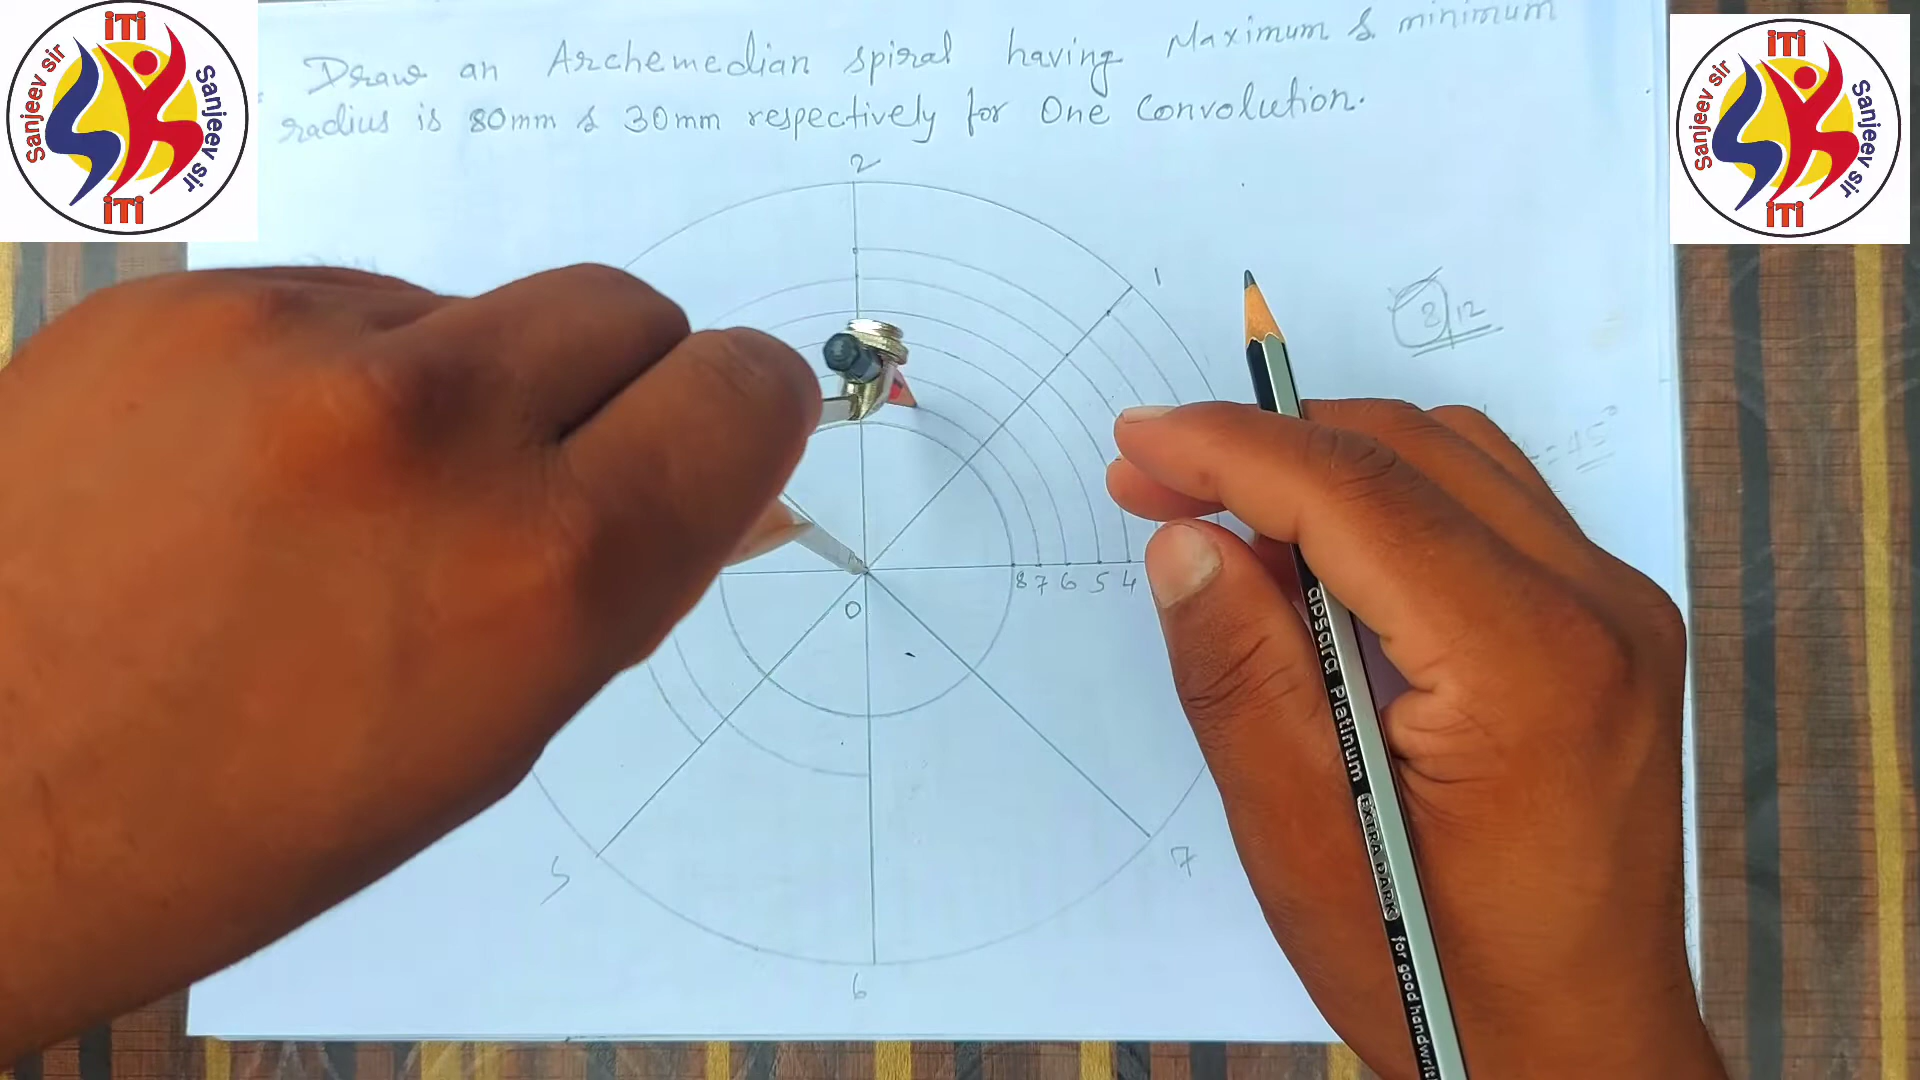 Draw an Archemedian spiral having Maximum & minimum
radius is 80mm & 30mm respectively for One Convolution.
iTi
Sanjeev sir
Sanjeev sir
iTi
iTi
Sanjeev sir
Sanjeev sir
iTi
2
1
8 12
= 45°
8 7 6 5 4
0
5
7
6
apsara Platinum EXTRA DARK for good handwriti